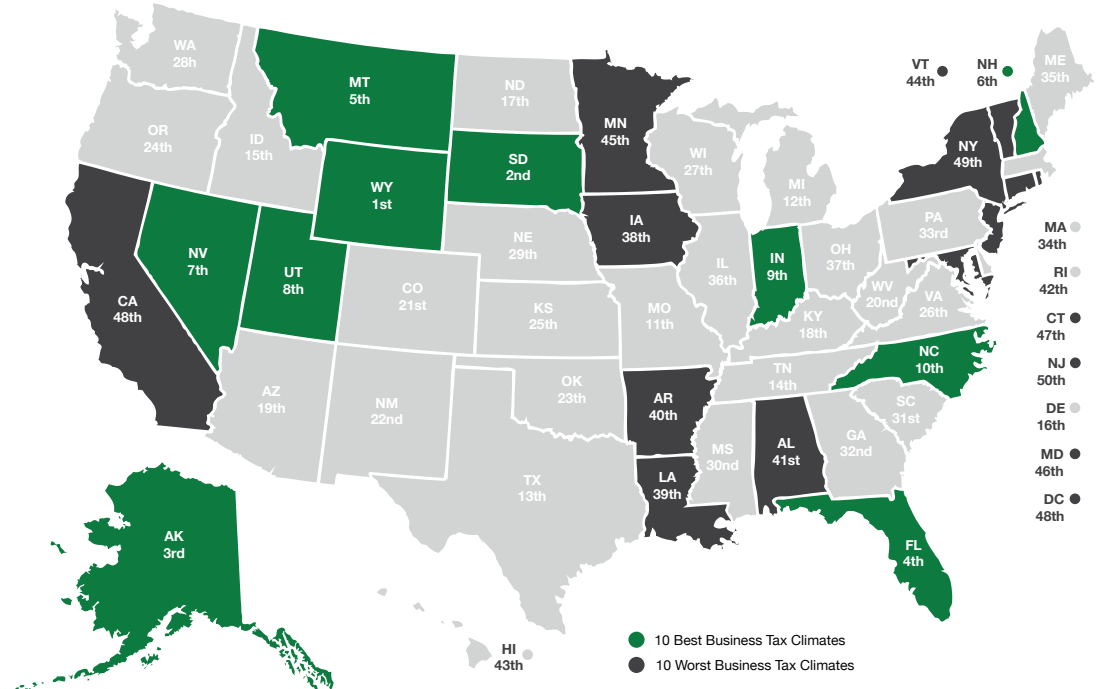 WA
28h
MT
5th
ND
17th
MN
45th
VT
44th
NH
6th
ME
35th
OR
24th
ID
15th
WY
1st
SD
2nd
WI
27th
MI
12th
NY
49th
NV
7th
UT
8th
CA
48th
CO
21st
NE
29th
IA
38th
IL
36th
IN
9th
OH
37th
PA
33rd
MA
34th
RI
42th
CT
47th
NJ
50th
DE
16th
MD
46th
DC
48th
KS
25th
MO
11th
KY
18th
WV
20nd
VA
26th
AZ
19th
NM
22nd
OK
23th
AR
40th
TN
14th
NC
10th
SC
31st
TX
13th
LA
39th
MS
30nd
AL
41st
GA
32nd
FL
4th
AK
3rd
HI
43th
10 Best Business Tax Climates
10 Worst Business Tax Climates